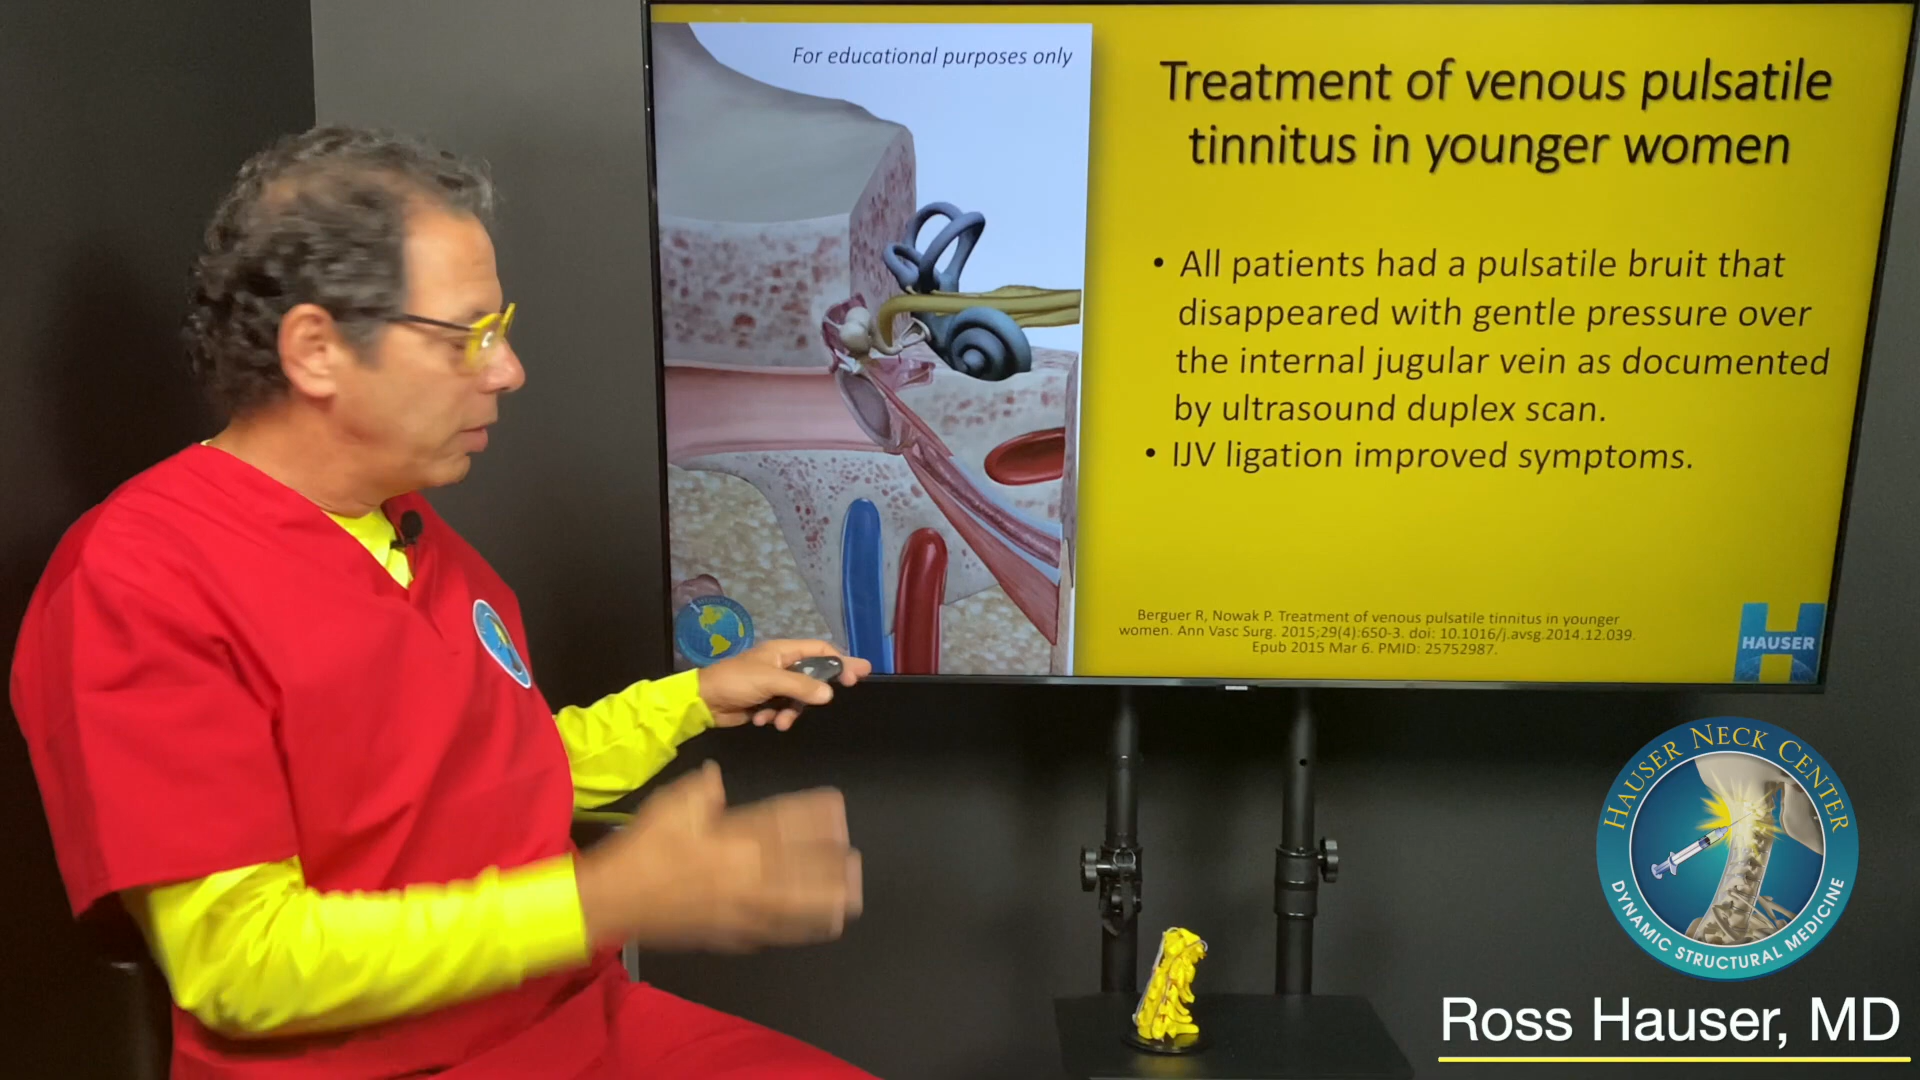 For educational purposes only
Treatment of venous pulsatile
tinnitus in younger women
• All patients had a pulsatile bruit that
disappeared with gentle pressure over
the internal jugular vein as documented
by ultrasound duplex scan.
• IJV ligation improved symptoms.
Berguer R, Nowak P. Treatment of venous pulsatile tinnitus in younger
women. Ann Vasc Surg. 2015;29(4):650-3. doi: 10.1016/j.avsg.2014.12.039.
Epub 2015 Mar 6. PMID: 25752987.
HAUSER
HAUSER NECK CENTER
DYNAMIC STRUCTURAL MEDICINE
Ross Hauser, MD